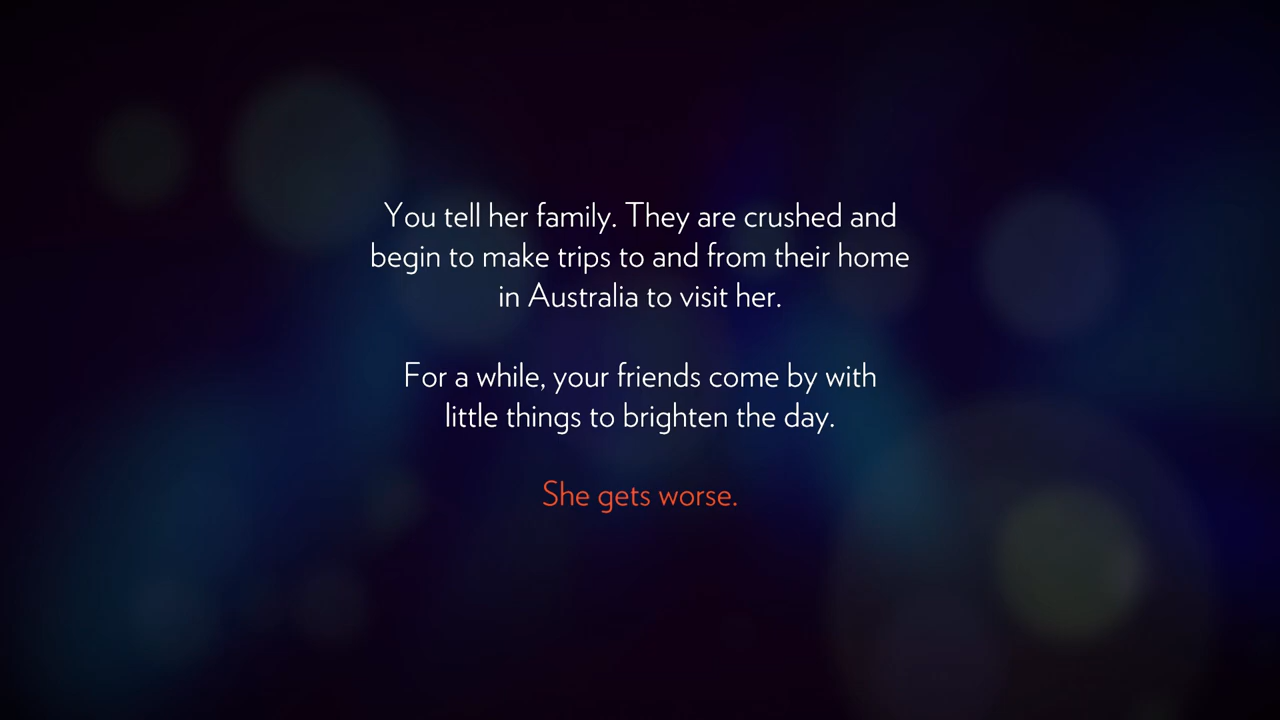 You tell her family. They are crushed and
begin to make trips to and from their home
in Australia to visit her.
For a while, your friends come by with
little things to brighten the day.
She gets worse.